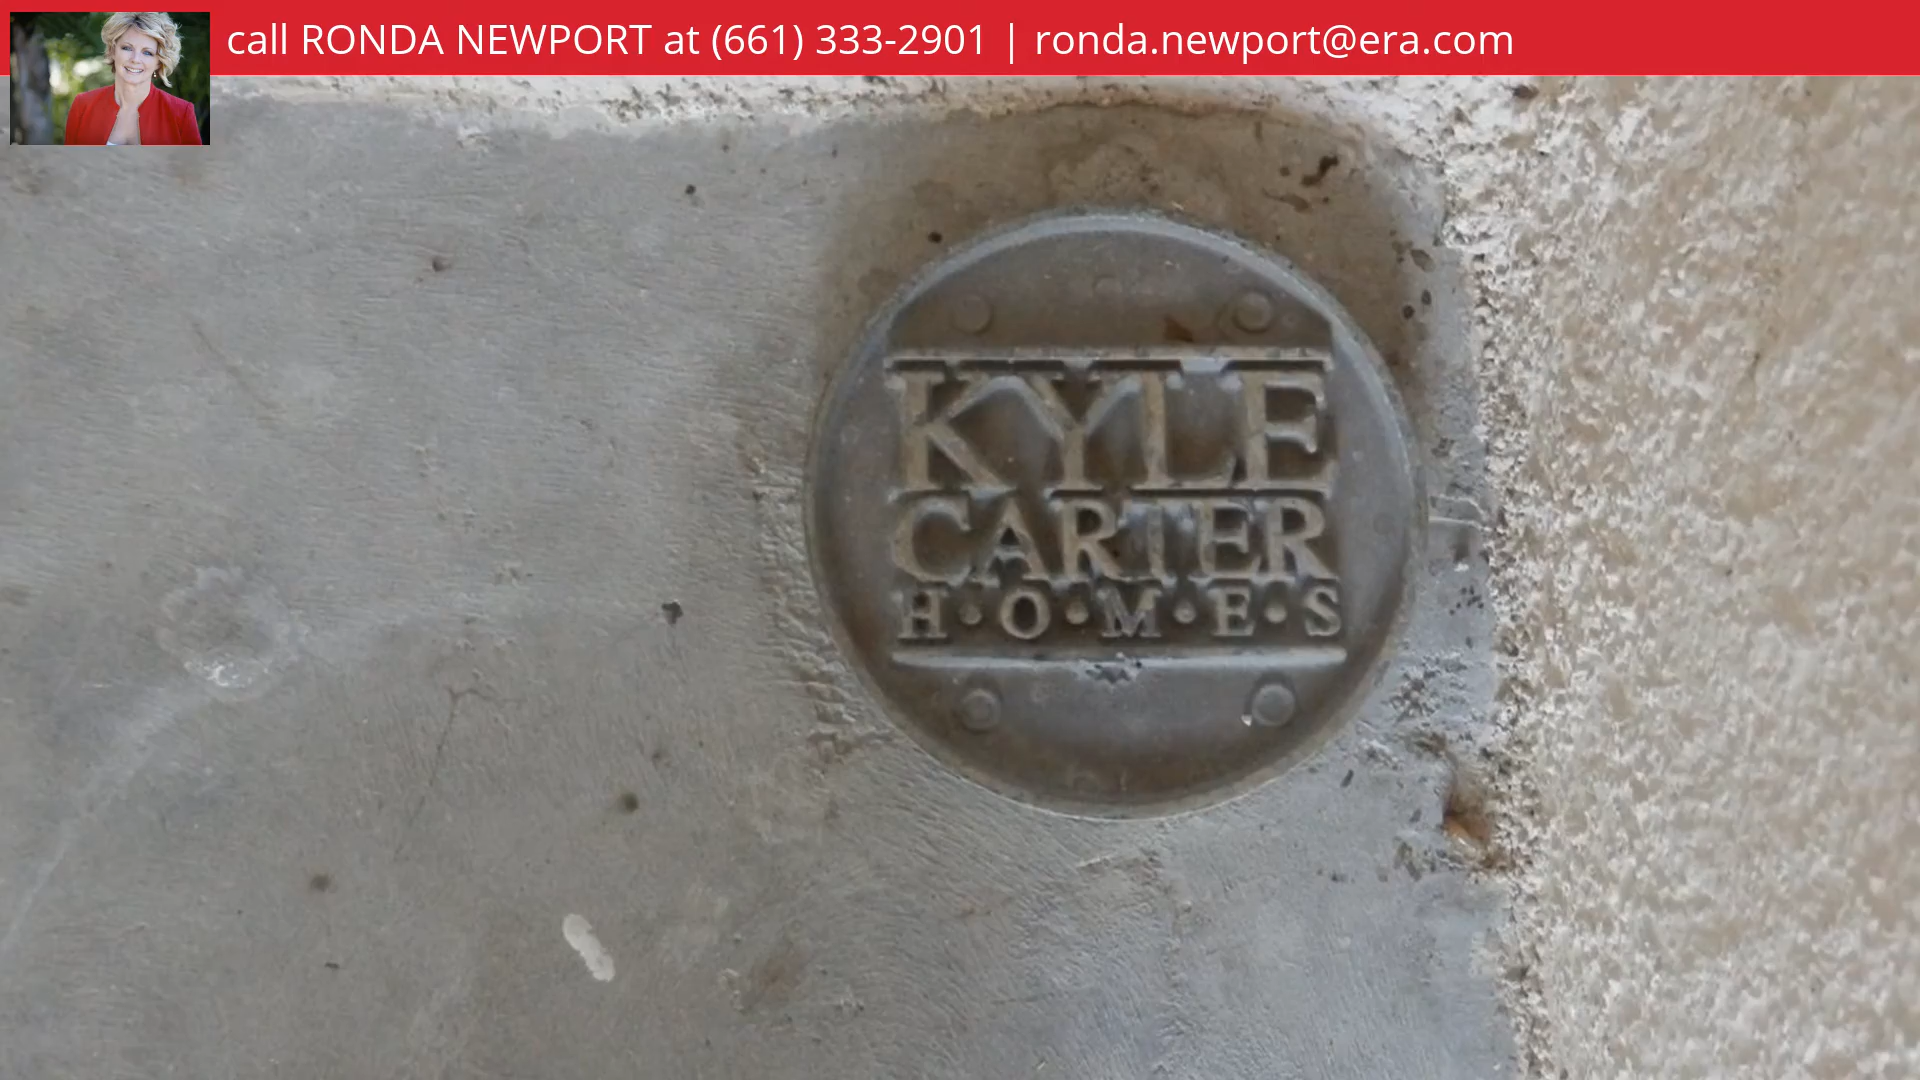 call RONDA NEWPORT at (661) 333-2901 | ronda.newport@era.com
KYLE
CARTER
H•O•M•E•S